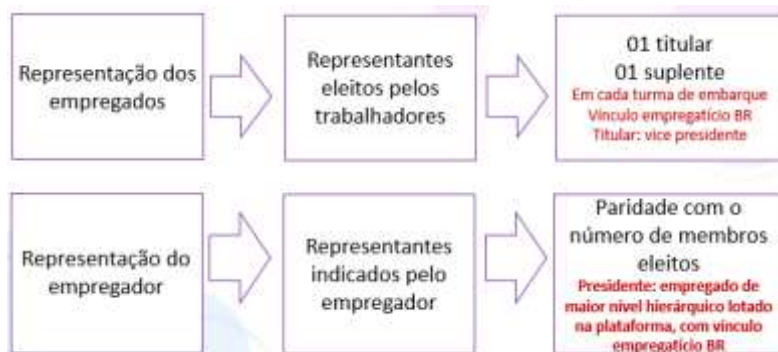 Representação dos
empregados
Representantes
eleitos pelos
trabalhadores
01 titular
01 suplente
Em cada turma de embarque
Vínculo empregatício BR
Titular: vice presidente
Representação do
empregador
Representantes
indicados pelo
empregador
Paridade com o
número de membros
eleitos
Presidente: empregado de
maior nível hierárquico lotado
na plataforma, com vínculo
empregatício BR